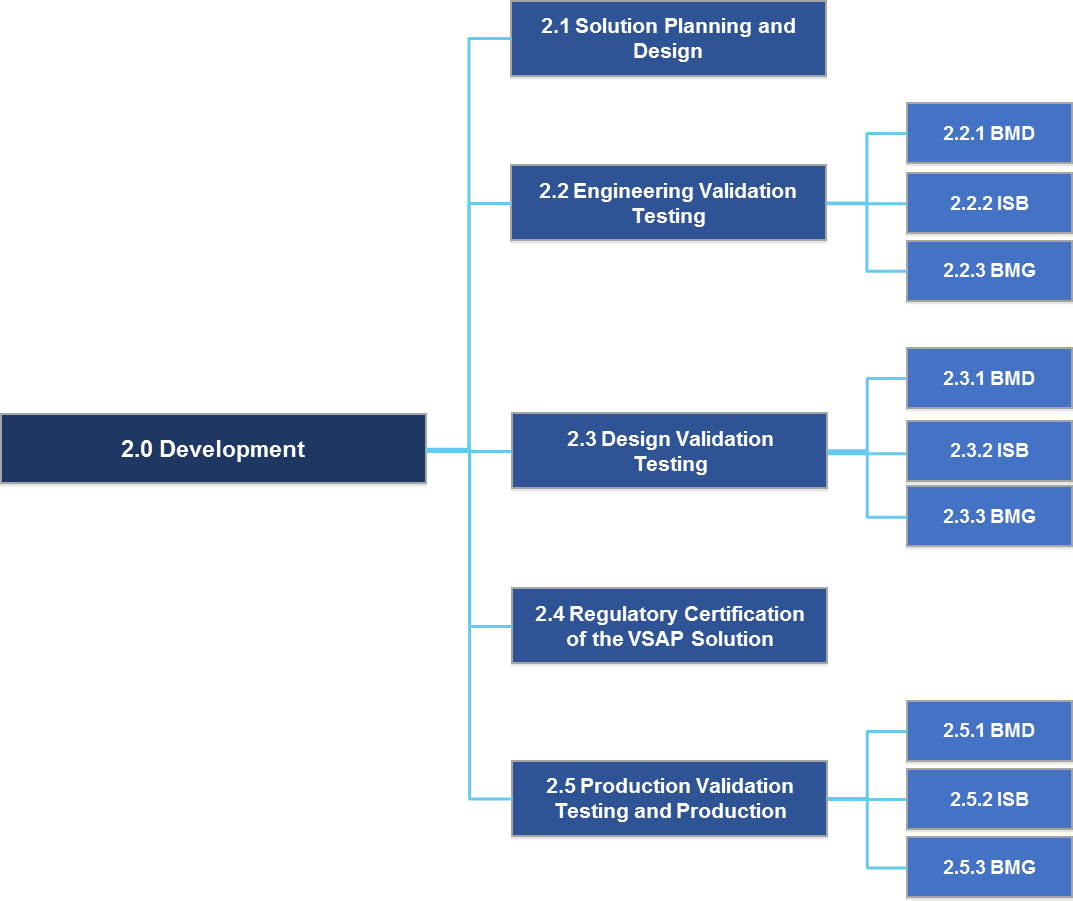 2.1 Solution Planning and
Design
2.2 Engineering Validation
Testing
2.2.1 BMD
2.2.2 ISB
2.2.3 BMG
2.0 Development
2.3 Design Validation
Testing
2.3.1 BMD
2.3.2 ISB
2.3.3 BMG
2.4 Regulatory Certification
of the VSAP Solution
2.5 Production Validation
Testing and Production
2.5.1 BMD
2.5.2 ISB
2.5.3 BMG